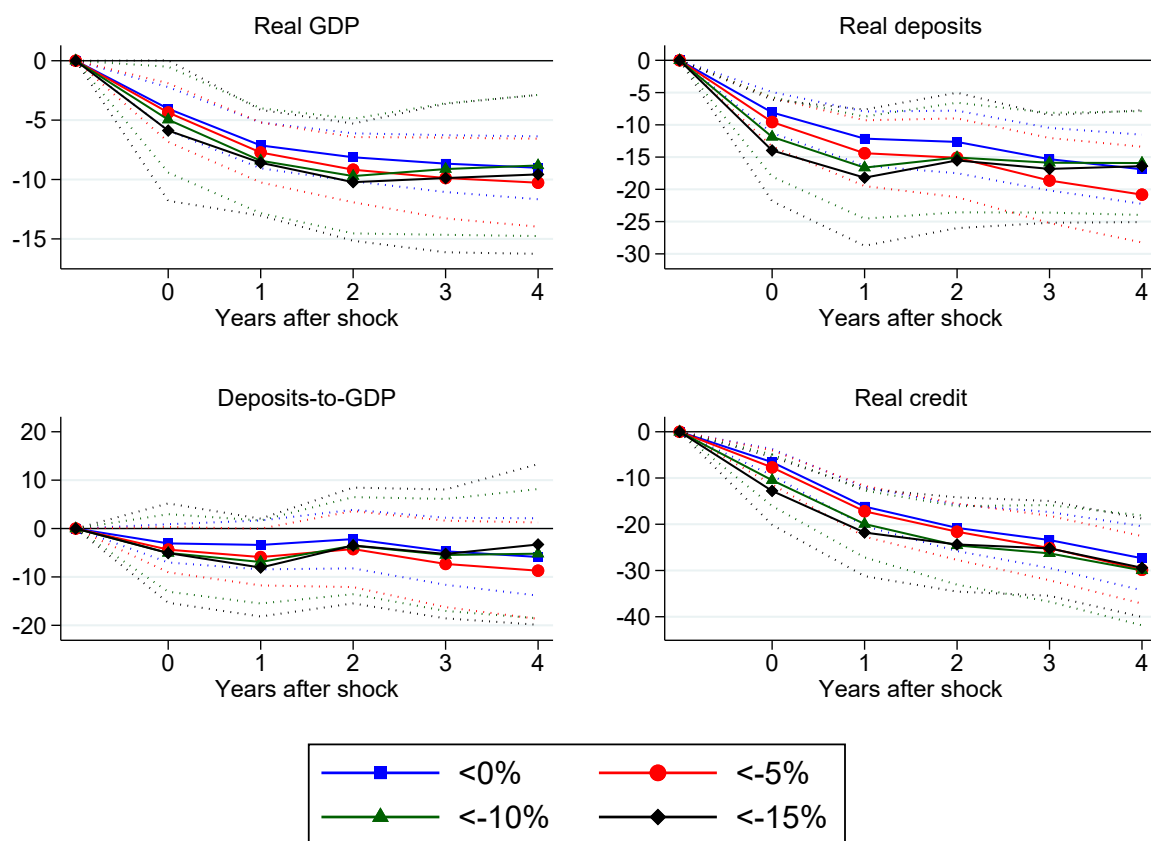 Real GDP
0
-5
-10
-15
0 1 2 3 4
Years after shock
Real deposits
0
-5
-10
-15
-20
-25
-30
0 1 2 3 4
Years after shock
Deposits-to-GDP
20
10
0
-10
-20
0 1 2 3 4
Years after shock
Real credit
0
-10
-20
-30
-40
0 1 2 3 4
Years after shock
<0% <-5%
<-10% <-15%